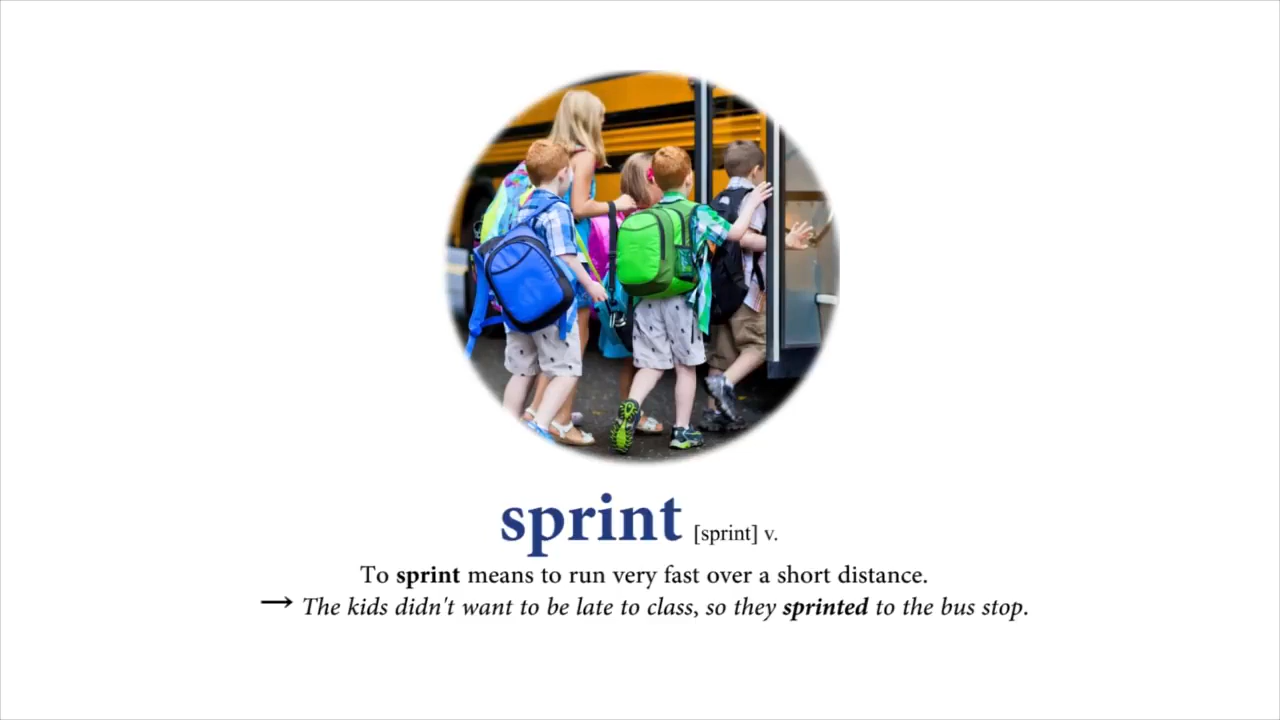 sprint [sprint] v.
To sprint means to run very fast over a short distance.
→ The kids didn't want to be late to class, so they sprinted to the bus stop.